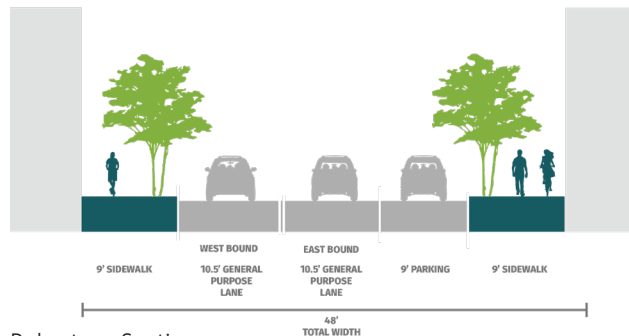 WEST BOUND
EAST BOUND
9' SIDEWALK
10.5' GENERAL
PURPOSE
LANE
10.5' GENERAL
PURPOSE
LANE
9' PARKING
9' SIDEWALK
48'
TOTAL WIDTH